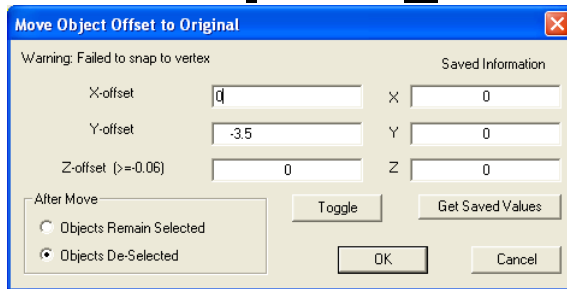 Move Object Offset to Original
Warning: Failed to snap to vertex
Saved Information
X-offset 0 X 0
Y-offset -3.5 Y 0
Z-offset (>=-0.06) 0 Z 0
After Move
Toggle Get Saved Values
Objects Remain Selected
Objects De-Selected
OK Cancel